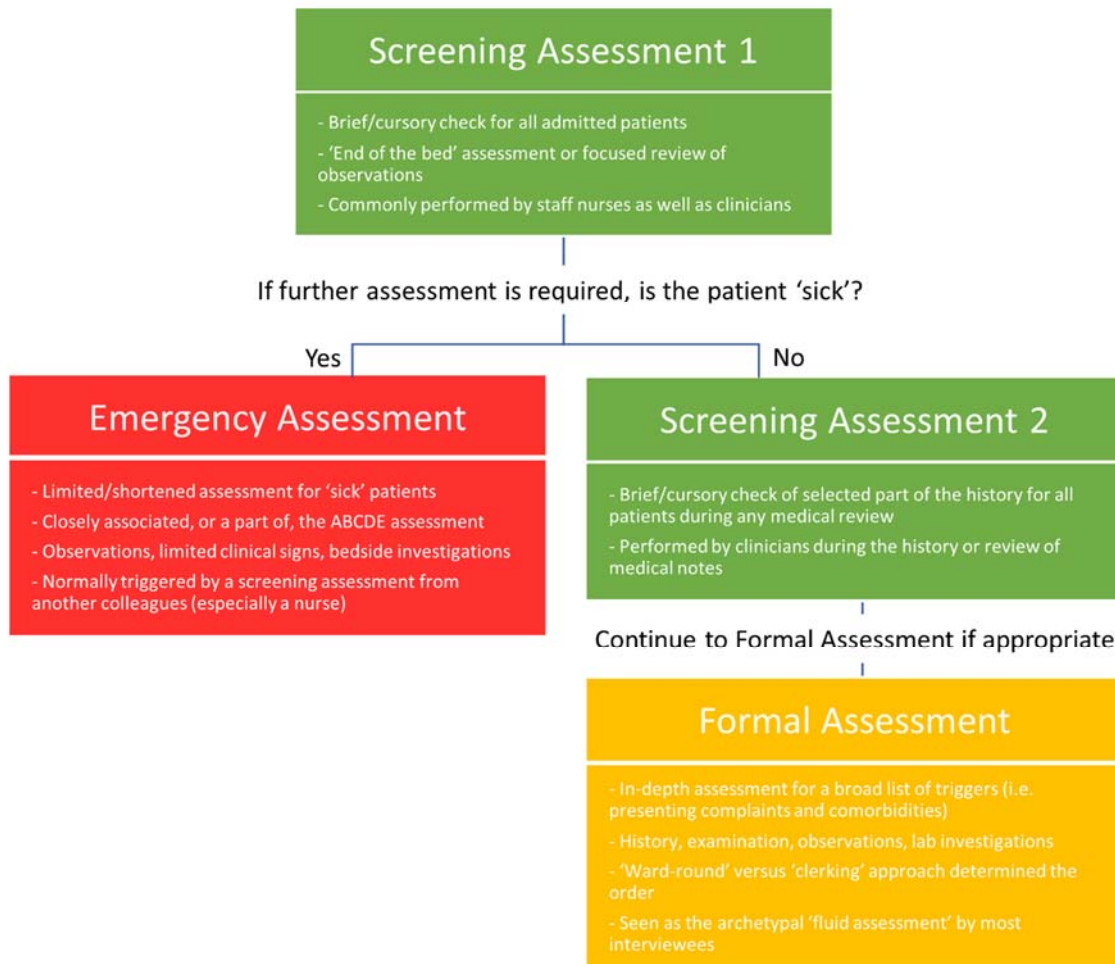 Screening Assessment 1
- Brief/cursory check for all admitted patients
- ‘End of the bed’ assessment or focused review of
observations
- Commonly performed by staff nurses as well as clinicians
If further assessment is required, is the patient ‘sick’?
Yes
No
Emergency Assessment
- Limited/shortened assessment for ‘sick’ patients
- Closely associated, or a part of, the ABCDE assessment
- Observations, limited clinical signs, bedside investigations
- Normally triggered by a screening assessment from
another colleagues (especially a nurse)
Screening Assessment 2
- Brief/cursory check of selected part of the history for all
patients during any medical review
- Performed by clinicians during the history or review of
medical notes
Continue to Formal Assessment if appropriate
Formal Assessment
- In-depth assessment for a broad list of triggers (i.e.
presenting complaints and comorbidities)
- History, examination, observations, lab investigations
- ‘Ward-round’ versus ‘clerking’ approach determined the
order
- Seen as the archetypal ‘fluid assessment’ by most
interviewees